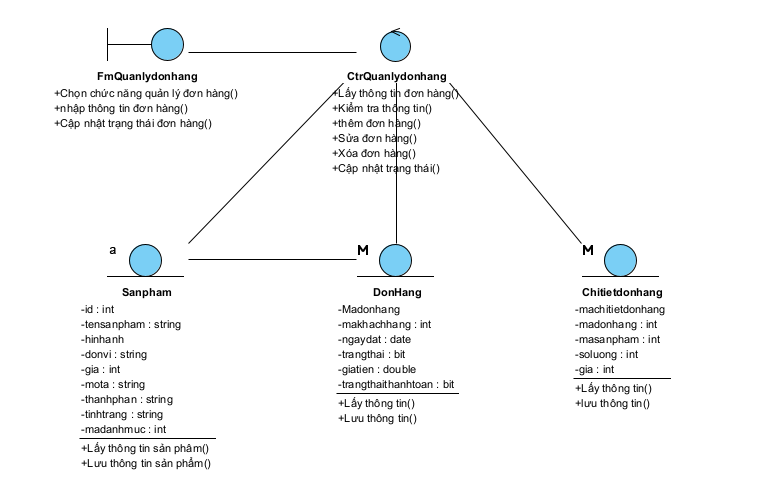 FmQuanlydonhang
+Chọn chức năng quản lý đơn hàng()
+nhập thông tin đơn hàng()
+Cập nhật trạng thái đơn hàng()
CtrQuanlydonhang
+Lấy thông tin đơn hàng()
+Kiểm tra thông tin()
+thêm đơn hàng()
+Sửa đơn hàng()
+Xóa đơn hàng()
+Cập nhật trạng thái()
a
Sanpham
-id : int
-tensanpham : string
-hinhanh
-donvi : string
-gia : int
-mota : string
-thanhphan : string
-tinhtrang : string
-madanhmuc : int
+Lấy thông tin sản phâm()
+Lưu thông tin sản phẩm()
M
DonHang
-Madonhang
-makhachhang : int
-ngaydat : date
-trangthai : bit
-giatien : double
-trangthaithanhtoan : bit
+Lấy thông tin()
+Lưu thông tin()
M
Chitietdonhang
-machitietdonhang
-madonhang : int
-masanpham : int
-soluong : int
-gia : int
+Lấy thông tin()
+lưu thông tin()